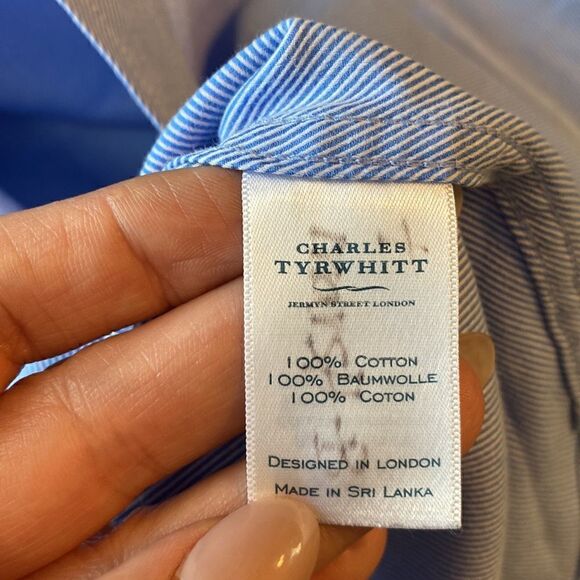 CHARLES
TYRWHITT
JERMYN STREET LONDON
100% COTTON
100% BAUMWOLLE
100% COTON
DESIGNED IN LONDON
MADE IN SRI LANKA